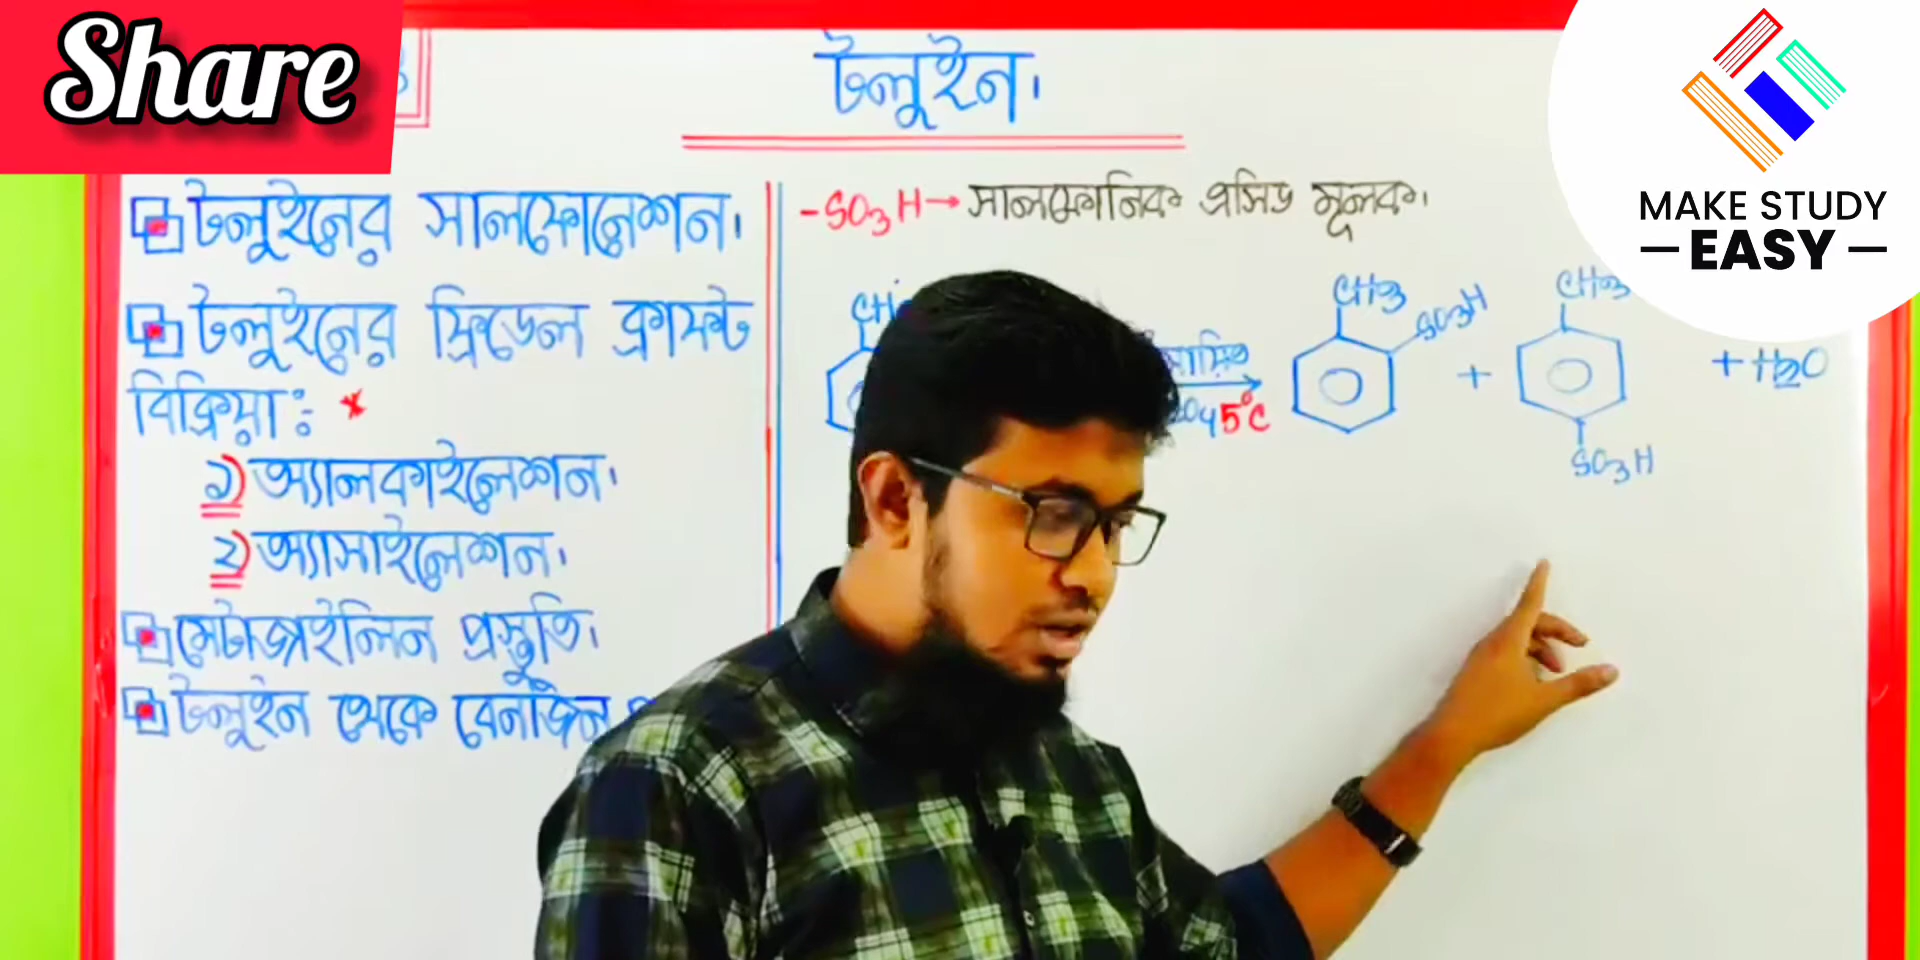 Share
MAKE STUDY
EASY
টলুইন।
টলুইনের সালফোনেশন।
টলুইনের ফ্রিডেল ক্রাফট
বিক্রিয়া: *
১) অ্যালকাইলেশন।
২) অ্যাসাইলেশন।
মেটাজাইলিন প্রস্তুতি।
টলুইন থেকে বেনজিন
-SO3H → সালফোনিক এসিড মূলক।
CH3 SO3H CH3
5°C + + H2O
SO3H